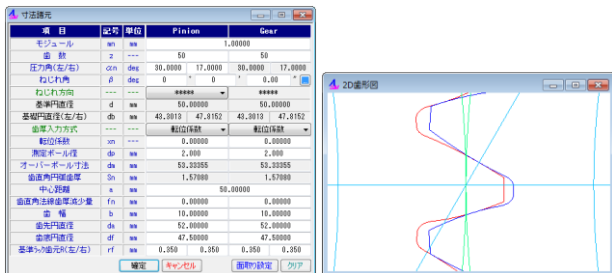 寸法諸元
項 目 記号 単位 Pinion Gear
モジュール mn mm 1.00000
歯 数 z --- 50 50
圧力角(左/右) αn deg 30.0000 17.0000 30.0000 17.0000
ねじれ角 β deg 0 ° 0 ' 0.00 "
ねじれ方向 --- --- ***** *****
基準円直径 d mm 50.00000 50.00000
基礎円直径(左/右) db mm 43.3013 47.8152 43.3013 47.8152
歯厚入力方式 --- --- 転位係数 転位係数
転位係数 xn --- 0.00000 0.00000
測定ボール径 dp mm 2.000 2.000
オーバーボール寸法 dm mm 53.33355 53.33355
歯直角円弧歯厚 Sn mm 1.57080 1.57080
中心距離 a mm 50.00000
歯直角法線歯厚減少量 fn mm 0.00000 0.00000
歯 幅 b mm 10.00000 10.00000
歯先円直径 da mm 52.00000 52.00000
歯底円直径 df mm 47.50000 47.50000
基準ラック歯元R(左/右) rf mm 0.350 0.350 0.350 0.350
確定 キャンセル 面取り設定 クリア
2D歯形図